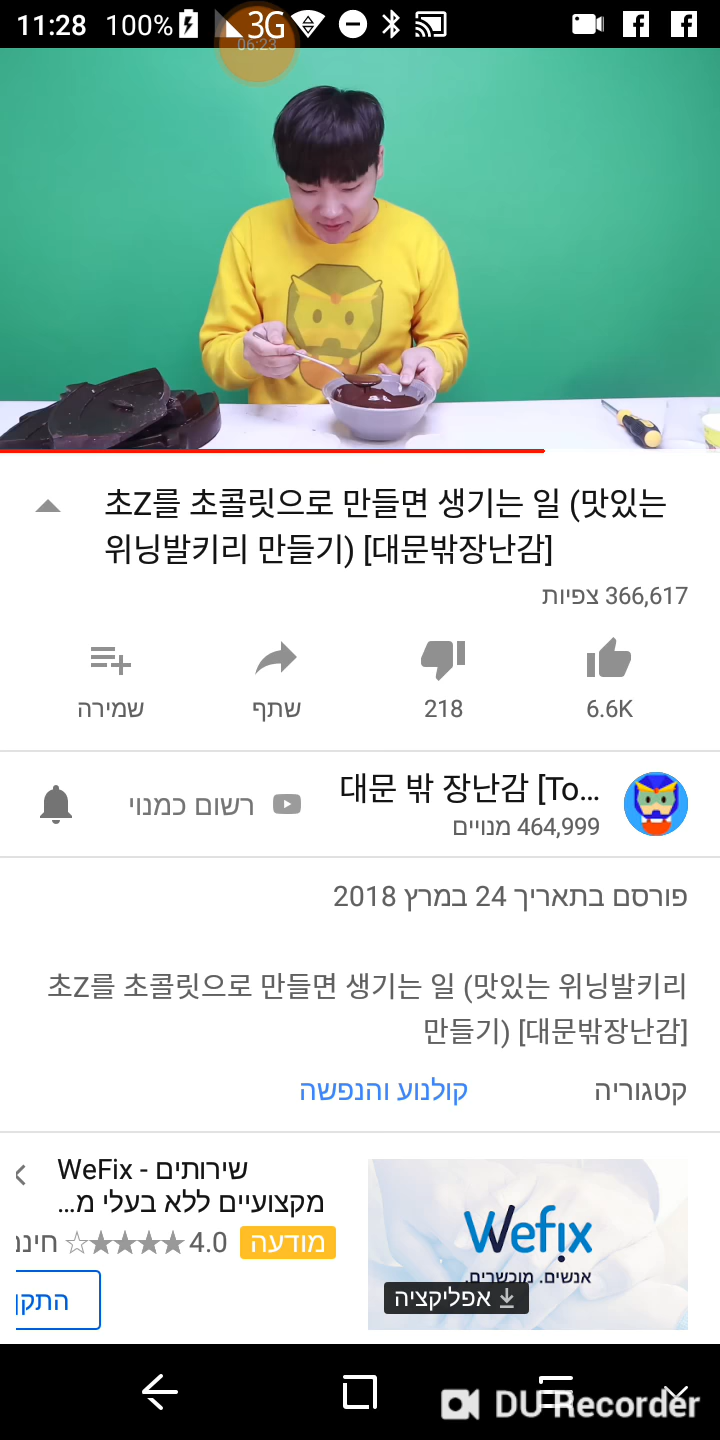 11:28 100% 3G
06:23
초Z를 초콜릿으로 만들면 생기는 일 (맛있는
위닝발키리 만들기) [대문밖장난감]
366,617 צפיות
6.6K
218
שתף
שמירה
대문 밖 장난감 [To...
464,999 מנויים
רשום כמנוי
פורסם בתאריך 24 במרץ 2018
초Z를 초콜릿으로 만들면 생기는 일 (맛있는 위닝발키리
만들기) [대문밖장난감]
קטגוריה
קולנוע והנפשה
WeFix - שירותים
מקצועיים ללא בעלי מ...
מודעה 4.0 ☆★★★★
Wefix
אנשים. מוכשרים.
אפליקציה
DU Recorder